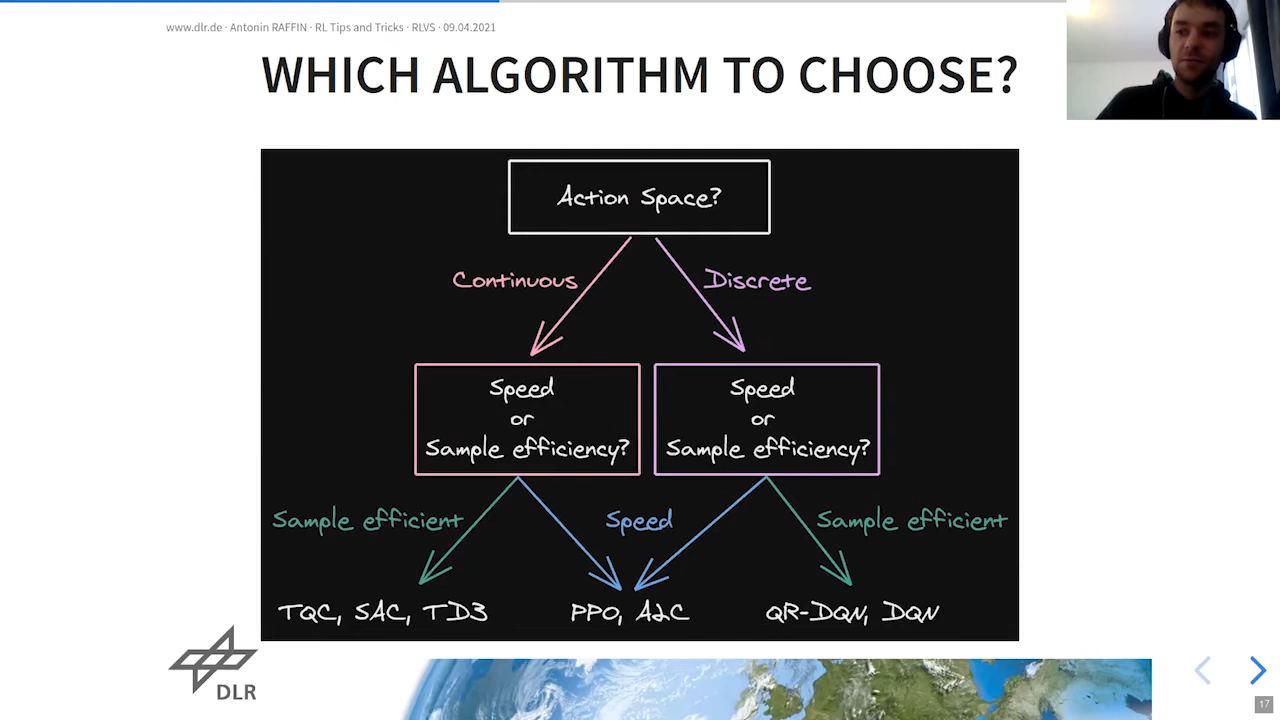 www.dlr.de · Antonin RAFFIN · RL Tips and Tricks · RLVS · 09.04.2021
WHICH ALGORITHM TO CHOOSE?
Action Space?
Continuous
Discrete
Speed
or
Sample efficiency?
Speed
or
Sample efficiency?
Sample efficient
Speed
Sample efficient
TQC, SAC, TD3
PPO, A2C
QR-DQN, DQN
DLR
17